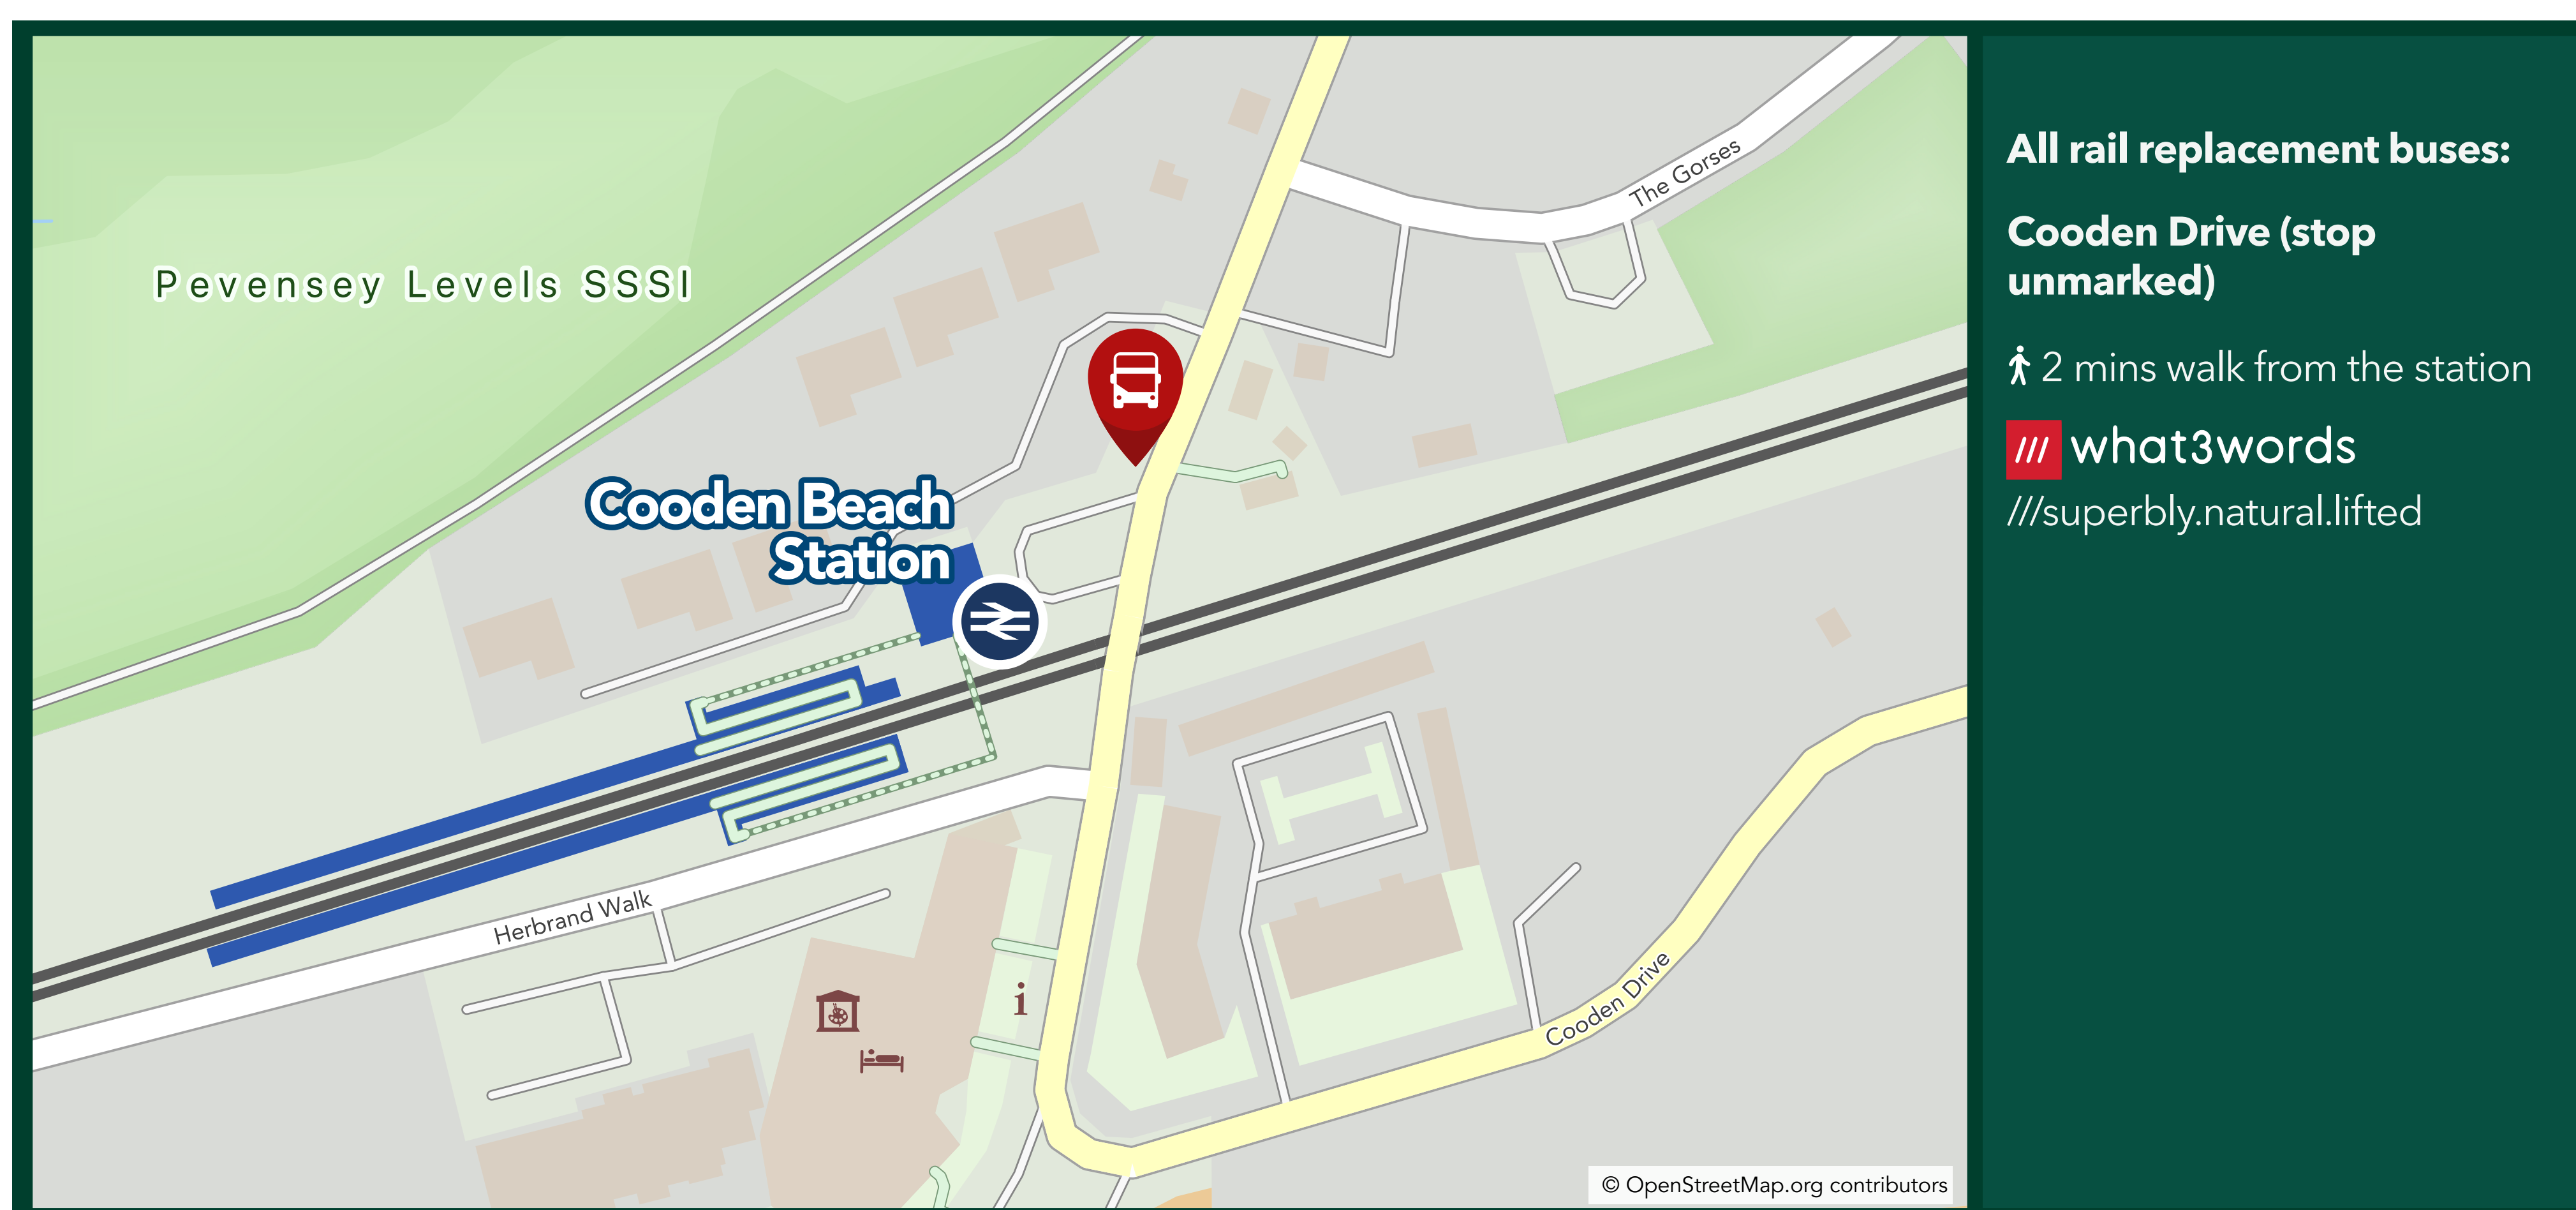 The Gorses
Pevensey Levels SSSI
Cooden Beach
Station
Herbrand Walk
i
Cooden Drive
© OpenStreetMap.org contributors
All rail replacement buses:
Cooden Drive (stop
unmarked)
2 mins walk from the station
/// what3words
///superbly.natural.lifted